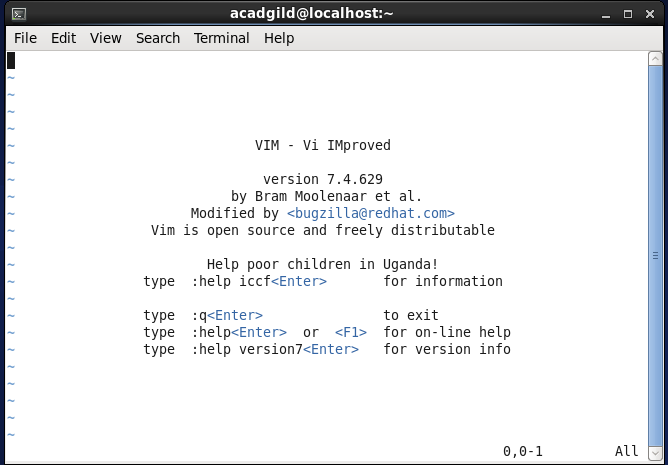 acadgild@localhost:~
File Edit View Search Terminal Help
~
~
~
~
~ VIM - Vi IMproved
~
~ version 7.4.629
~ by Bram Moolenaar et al.
~ Modified by <bugzilla@redhat.com>
~ Vim is open source and freely distributable
~
~ Help poor children in Uganda!
~ type :help iccf<Enter> for information
~
~ type :q<Enter> to exit
~ type :help<Enter> or <F1> for on-line help
~ type :help version7<Enter> for version info
~
~
~
~
~
0,0-1 All